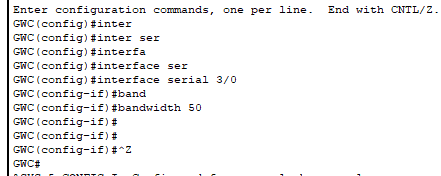 Enter configuration commands, one per line.  End with CNTL/Z.
GWC(config)#inter
GWC(config)#inter ser
GWC(config)#interfa
GWC(config)#interface ser
GWC(config)#interface serial 3/0
GWC(config-if)#band
GWC(config-if)#bandwidth 50
GWC(config-if)#
GWC(config-if)#
GWC(config-if)#^Z
GWC#